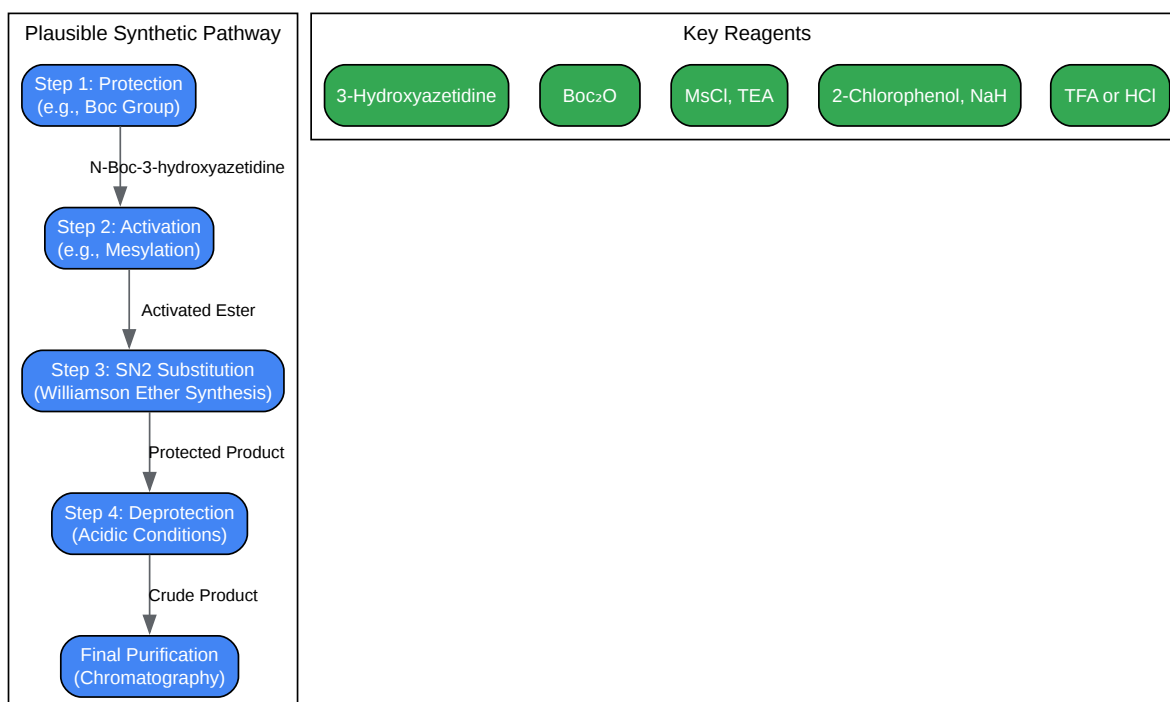 Plausible Synthetic Pathway
Step 1: Protection
(e.g., Boc Group)
N-Boc-3-hydroxyazetidine
Step 2: Activation
(e.g., Mesylation)
Activated Ester
Step 3: SN2 Substitution
(Williamson Ether Synthesis)
Protected Product
Step 4: Deprotection
(Acidic Conditions)
Crude Product
Final Purification
(Chromatography)
Key Reagents
3-Hydroxyazetidine
Boc₂O
MsCl, TEA
2-Chlorophenol, NaH
TFA or HCl